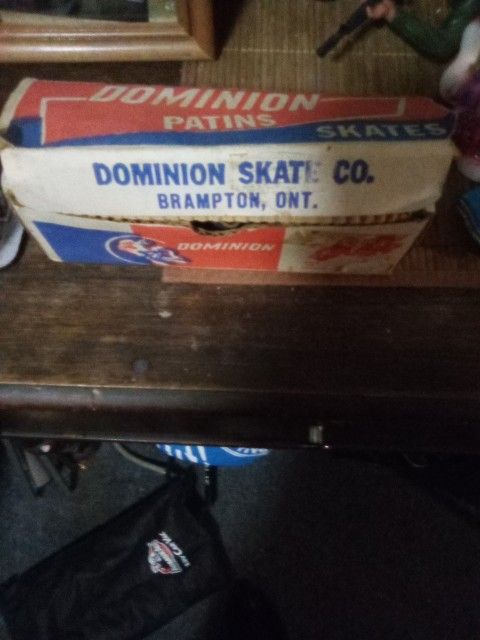 DOMINION
PATINS
SKATES
DOMINION SKATE CO.
BRAMPTON, ONT.
DOMINION